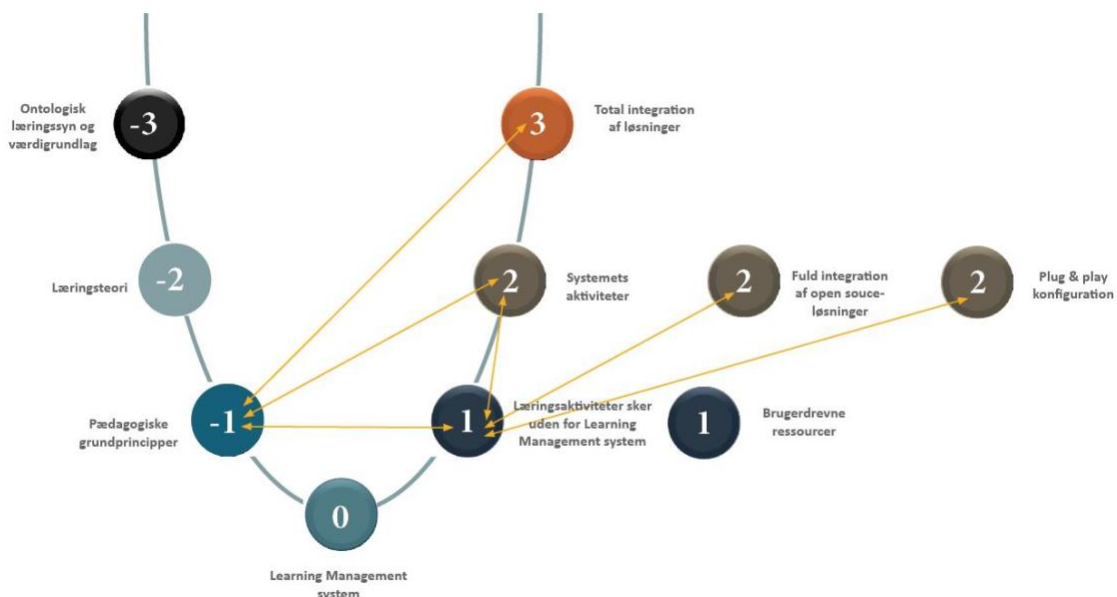 Ontologisk
læringssyn og
værdigrundlag
-3
3
Total integration
af løsninger
Læringsteori
-2
2
Systemets
aktiviteter
2
Fuld integration
af open souce-
løsninger
2
Plug & play
konfiguration
Pædagogiske
grundprincipper
-1
1
Læringsaktiviteter sker
uden for Learning
Management system
1
Brugerdrevne
ressourcer
0
Learning Management
system